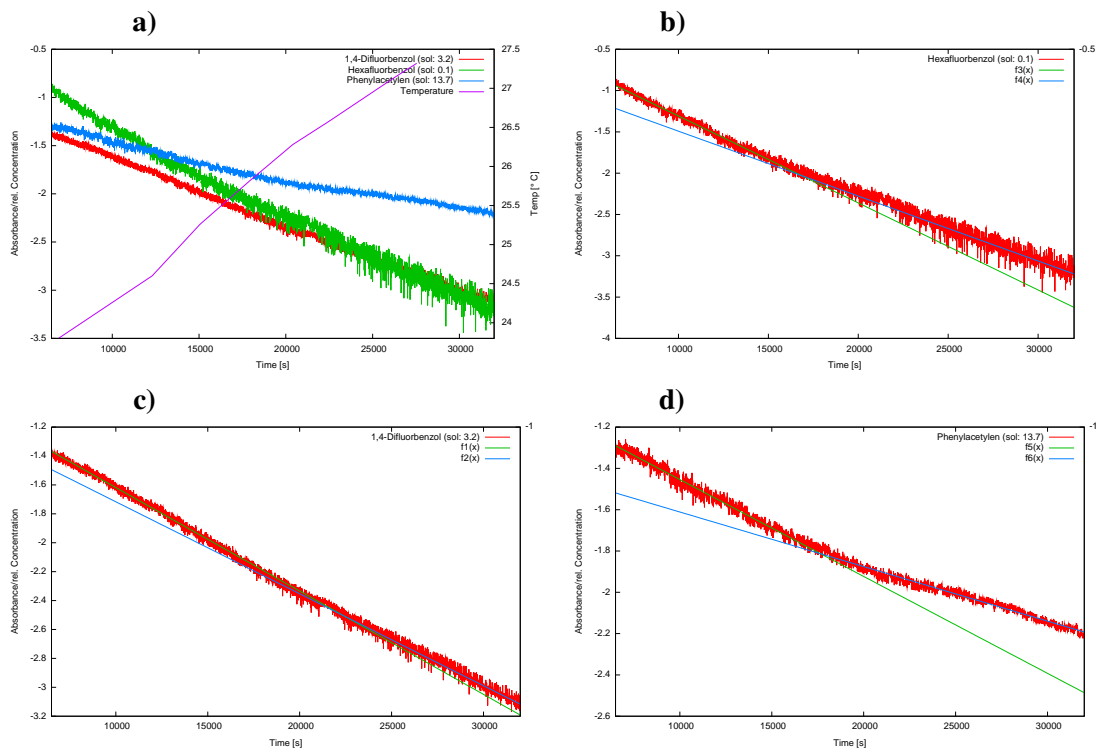 a)
-0.5
-1
-1.5
-2
-2.5
-3
-3.5
10000 15000 20000 25000 30000
24
24.5
25
25.5
26
26.5
27
27.5
Absorbance/rel. Concentration
Temp [° C]
Time [s]
1,4-Difluorbenzol (sol: 3.2)
Hexafluorbenzol (sol: 0.1)
Phenylacetylen (sol: 13.7)
Temperature
b)
-0.5
-1
-1.5
-2
-2.5
-3
-3.5
-4
10000 15000 20000 25000 30000
-0.5
Absorbance/rel. Concentration
Time [s]
Hexafluorbenzol (sol: 0.1)
f3(x)
f4(x)
c)
-1.2
-1.4
-1.6
-1.8
-2
-2.2
-2.4
-2.6
-2.8
-3
-3.2
10000 15000 20000 25000 30000
-1
Absorbance/rel. Concentration
Time [s]
1,4-Difluorbenzol (sol: 3.2)
f1(x)
f2(x)
d)
-1.2
-1.4
-1.6
-1.8
-2
-2.2
-2.4
-2.6
10000 15000 20000 25000 30000
-1
Absorbance/rel. Concentration
Time [s]
Phenylacetylen (sol: 13.7)
f5(x)
f6(x)